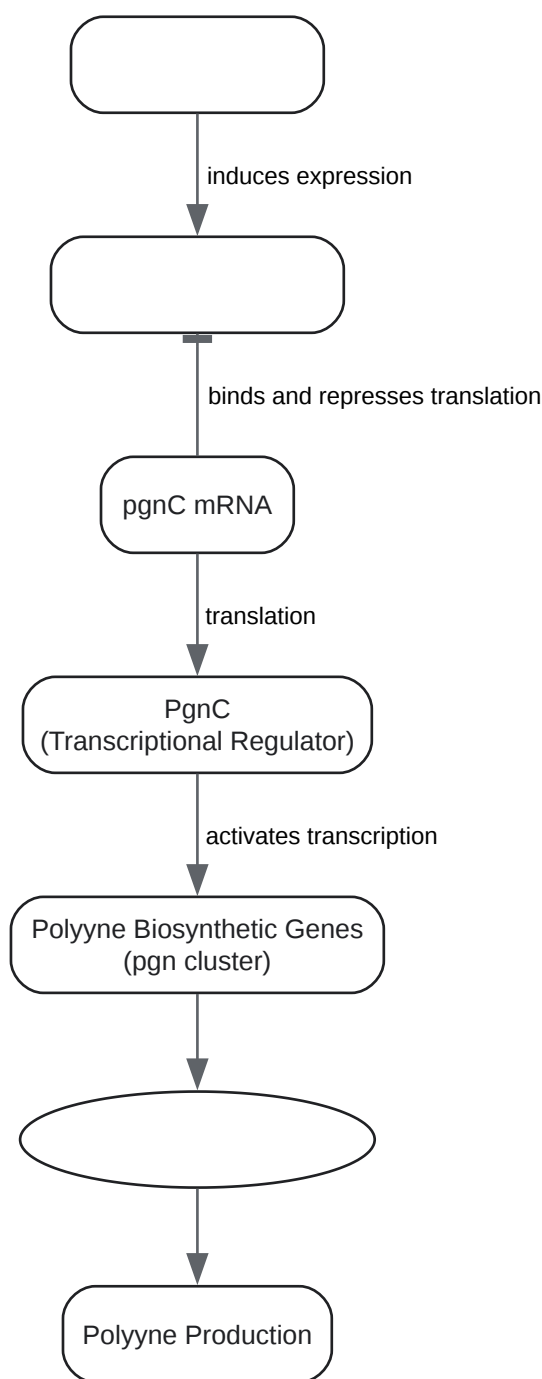 induces expression
binds and represses translation
pgnC mRNA
translation
PgnC
(Transcriptional Regulator)
activates transcription
Polyyne Biosynthetic Genes
(pgn cluster)
Polyyne Production